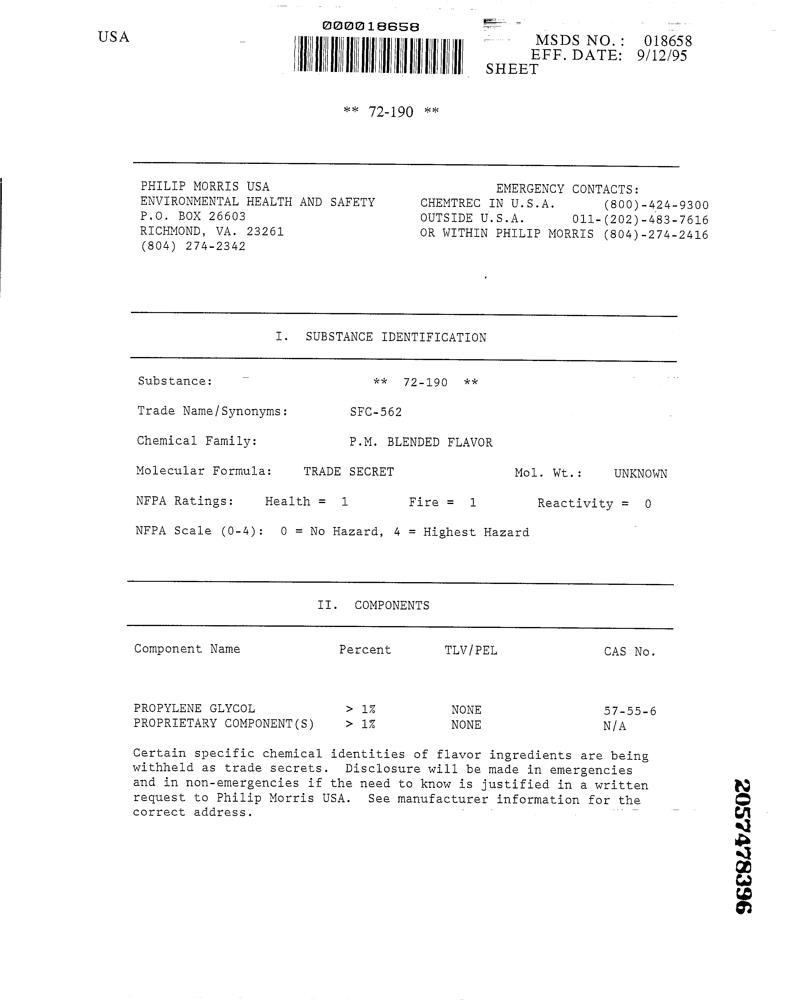 000018658
USA
MSDS NO.: 018658
EFF. DATE: 9/12/95
SHEET
** 72-190 **
PHILIP MORRIS USA
ENVIRONMENTAL HEALTH AND SAFETY
P.O. BOX 26603
RICHMOND, VA. 23261
(804) 274-2342
EMERGENCY CONTACTS:
CHEMTREC IN U.S.A. (800)-424-9300
OUTSIDE U.S.A. 011-(202)-483-7616
OR WITHIN PHILIP MORRIS (804)-274-2416
I. SUBSTANCE IDENTIFICATION
Substance: ** 72-190 **
Trade Name/Synonyms: SFC-562
Chemical Family: P.M. BLENDED FLAVOR
Molecular Formula: TRADE SECRET Mol. Wt.: UNKNOWN
NFPA Ratings: Health = 1 Fire = 1 Reactivity = 0
NFPA Scale (0-4): 0 = No Hazard, 4 = Highest Hazard
II. COMPONENTS
Component Name Percent TLV/PEL CAS No.
PROPYLENE GLYCOL > 1% NONE 57-55-6
PROPRIETARY COMPONENT(S) > 1% NONE N/A
Certain specific chemical identities of flavor ingredients are being
withheld as trade secrets. Disclosure will be made in emergencies
and in non-emergencies if the need to know is justified in a written
request to Philip Morris USA. See manufacturer information for the
correct address.
2057478396